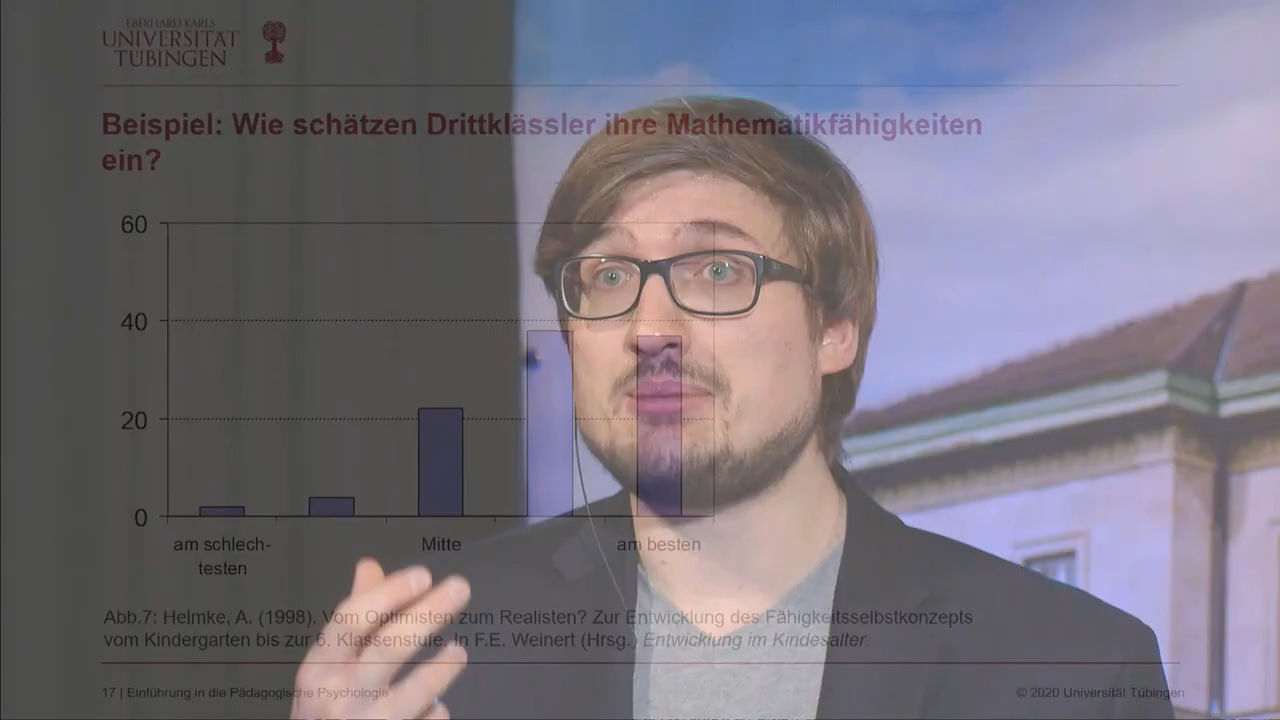 EBERHARD KARLS
UNIVERSITÄT
TÜBINGEN
Beispiel: Wie schätzen Drittklässler ihre Mathematikfähigkeiten
ein?
60
40
20
0
am schlech-
testen
Mitte
am besten
Abb.7: Helmke, A. (1998). Vom Optimisten zum Realisten? Zur Entwicklung des Fähigkeitsselbstkonzepts
vom Kindergarten bis zur 6. Klassenstufe. In F.E. Weinert (Hrsg.) Entwicklung im Kindesalter.
17 | Einführung in die Pädagogische Psychologie
© 2020 Universität Tübingen